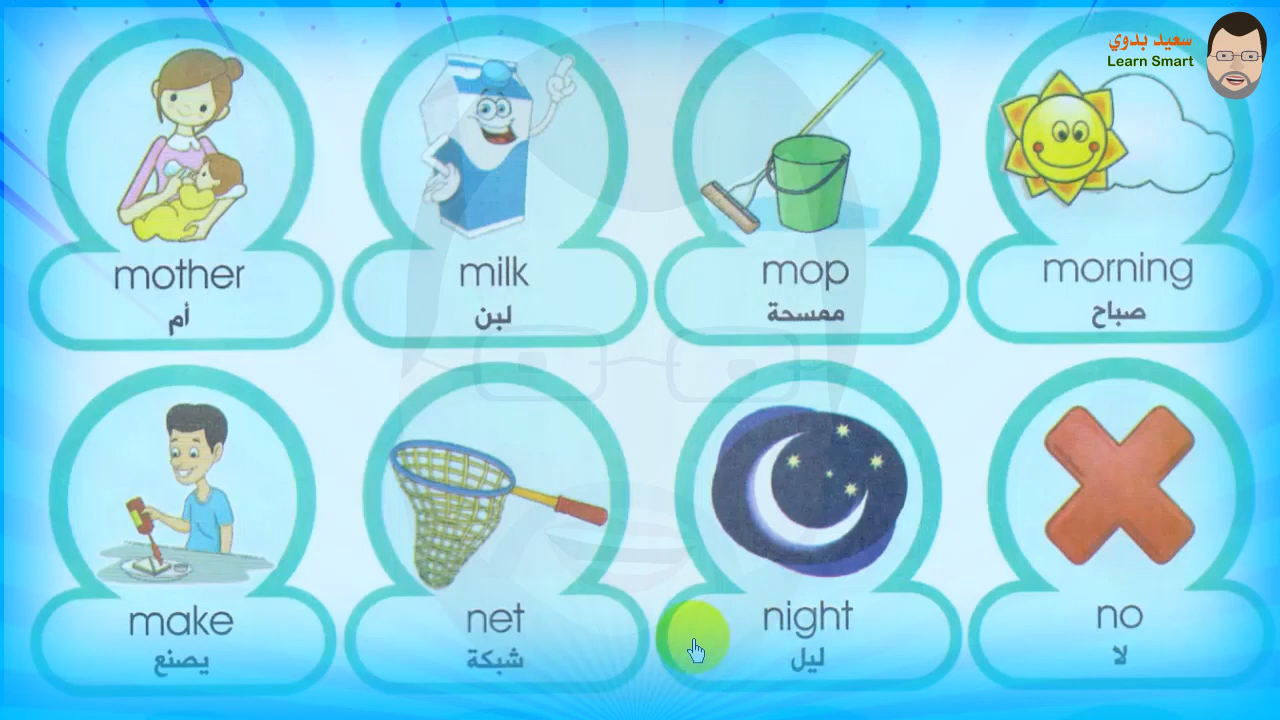 سعيد بدوي
Learn Smart
mother
أم
milk
لبن
mop
ممسحة
morning
صباح
make
يصنع
net
شبكة
night
ليل
no
لا